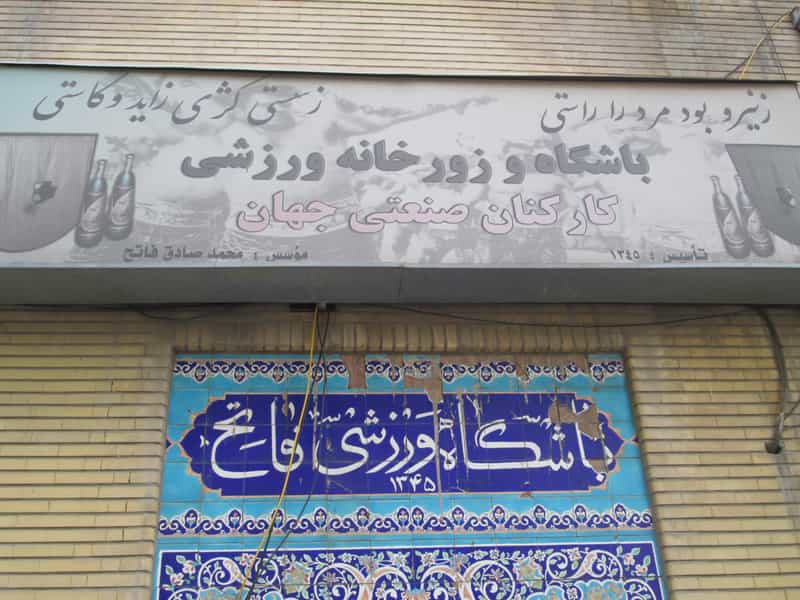 زنیرو بود مرد را راستی
زسستی کژی زاید و کاستی
باشگاه و زورخانه ورزشی
کارکنان صنعتی جهان
تأسیس : ١٣٤٥
مؤسس : محمد صادق فاتح
باشگاه ورزشی فاتح
۱۳۴۵